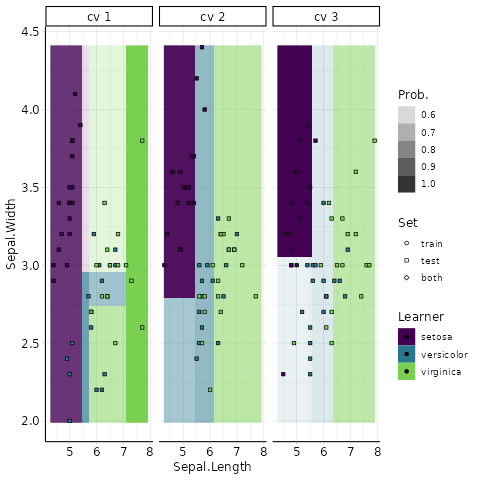 cv 1 cv 2 cv 3
4.5
4.0
3.5
3.0
2.5
2.0
Sepal.Width
5 6 7 8 5 6 7 8 5 6 7 8
Sepal.Length
Prob.
0.6
0.7
0.8
0.9
1.0
Set
train
test
both
Learner
setosa
versicolor
virginica